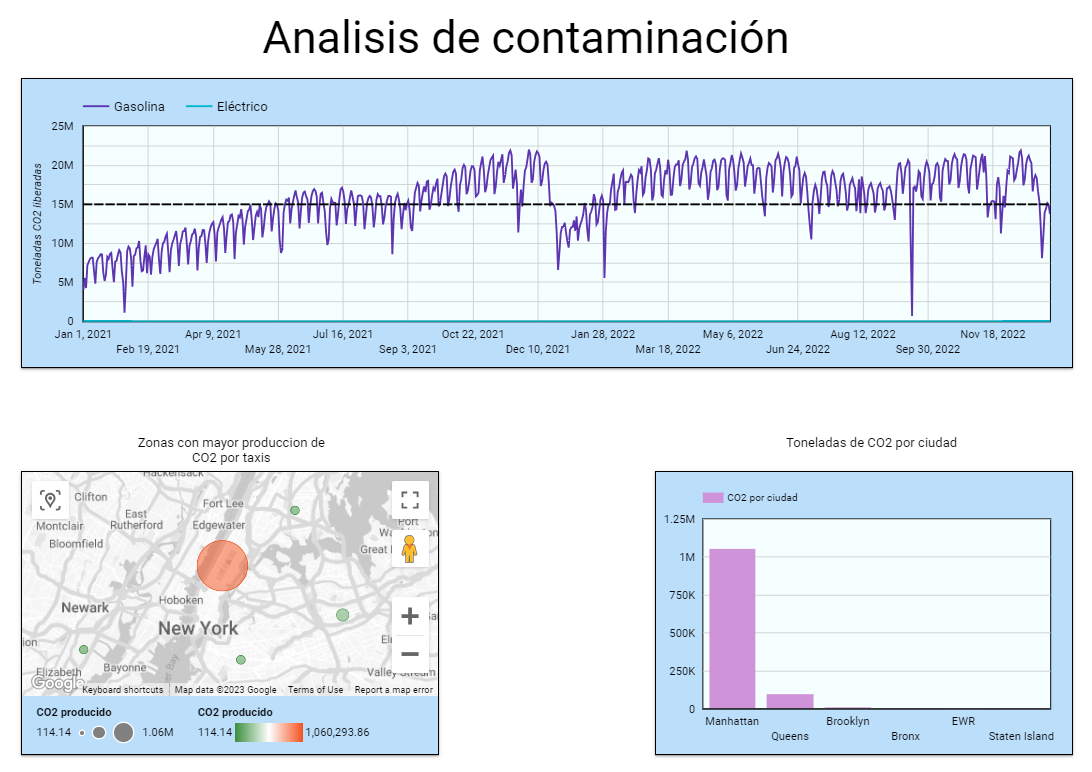 Analisis de contaminación
Gasolina Eléctrico
Toneladas CO2 liberadas
25M
20M
15M
10M
5M
0
Jan 1, 2021 Apr 9, 2021 Jul 16, 2021 Oct 22, 2021 Jan 28, 2022 May 6, 2022 Aug 12, 2022 Nov 18, 2022
Feb 19, 2021 May 28, 2021 Sep 3, 2021 Dec 10, 2021 Mar 18, 2022 Jun 24, 2022 Sep 30, 2022
Zonas con mayor produccion de
CO2 por taxis
Hackensack
Clifton
Fort Lee
East
Rutherford
Montclair
Edgewater
Port
Bloomfield
Great
Newark
Hoboken
New York
Elizabeth
Bayonne
Valley Stream
Google
Keyboard shortcuts Map data ©2023 Google Terms of Use Report a map error
CO2 producido CO2 producido
114.14 1.06M 114.14 1,060,293.86
Toneladas de CO2 por ciudad
CO2 por ciudad
1.25M
1M
750K
500K
250K
0
Manhattan Brooklyn EWR
Queens Bronx Staten Island